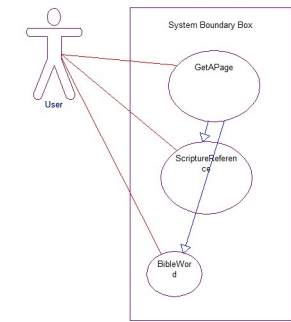 System Boundary Box
GetAPage
User
ScriptureReferen
ce
BibleWor
d